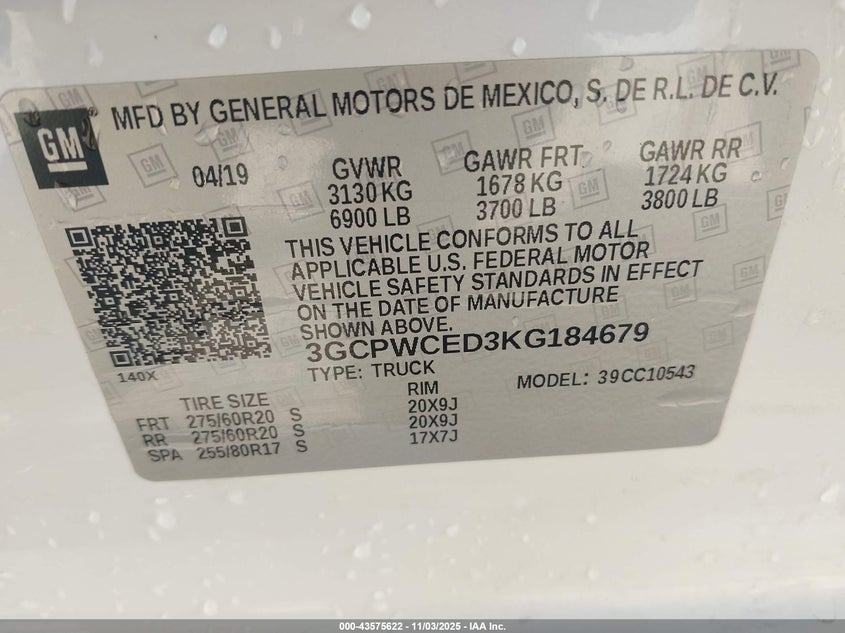 MFD BY GENERAL MOTORS DE MEXICO, S. DE R.L. DE C.V.
GM
04/19
GVWR
3130 KG
6900 LB
GAWR FRT
1678 KG
3700 LB
GAWR RR
1724 KG
3800 LB
THIS VEHICLE CONFORMS TO ALL
APPLICABLE U.S. FEDERAL MOTOR
VEHICLE SAFETY STANDARDS IN EFFECT
ON THE DATE OF MANUFACTURE
SHOWN ABOVE.
3GCPWCED3KG184679
140X
TYPE: TRUCK
MODEL: 39CC10543
TIRE SIZE RIM
FRT 275/60R20 S 20X9J
RR 275/60R20 S 20X9J
SPA 255/80R17 S 17X7J
000-43575622 - 11/03/2025 - IAA Inc.